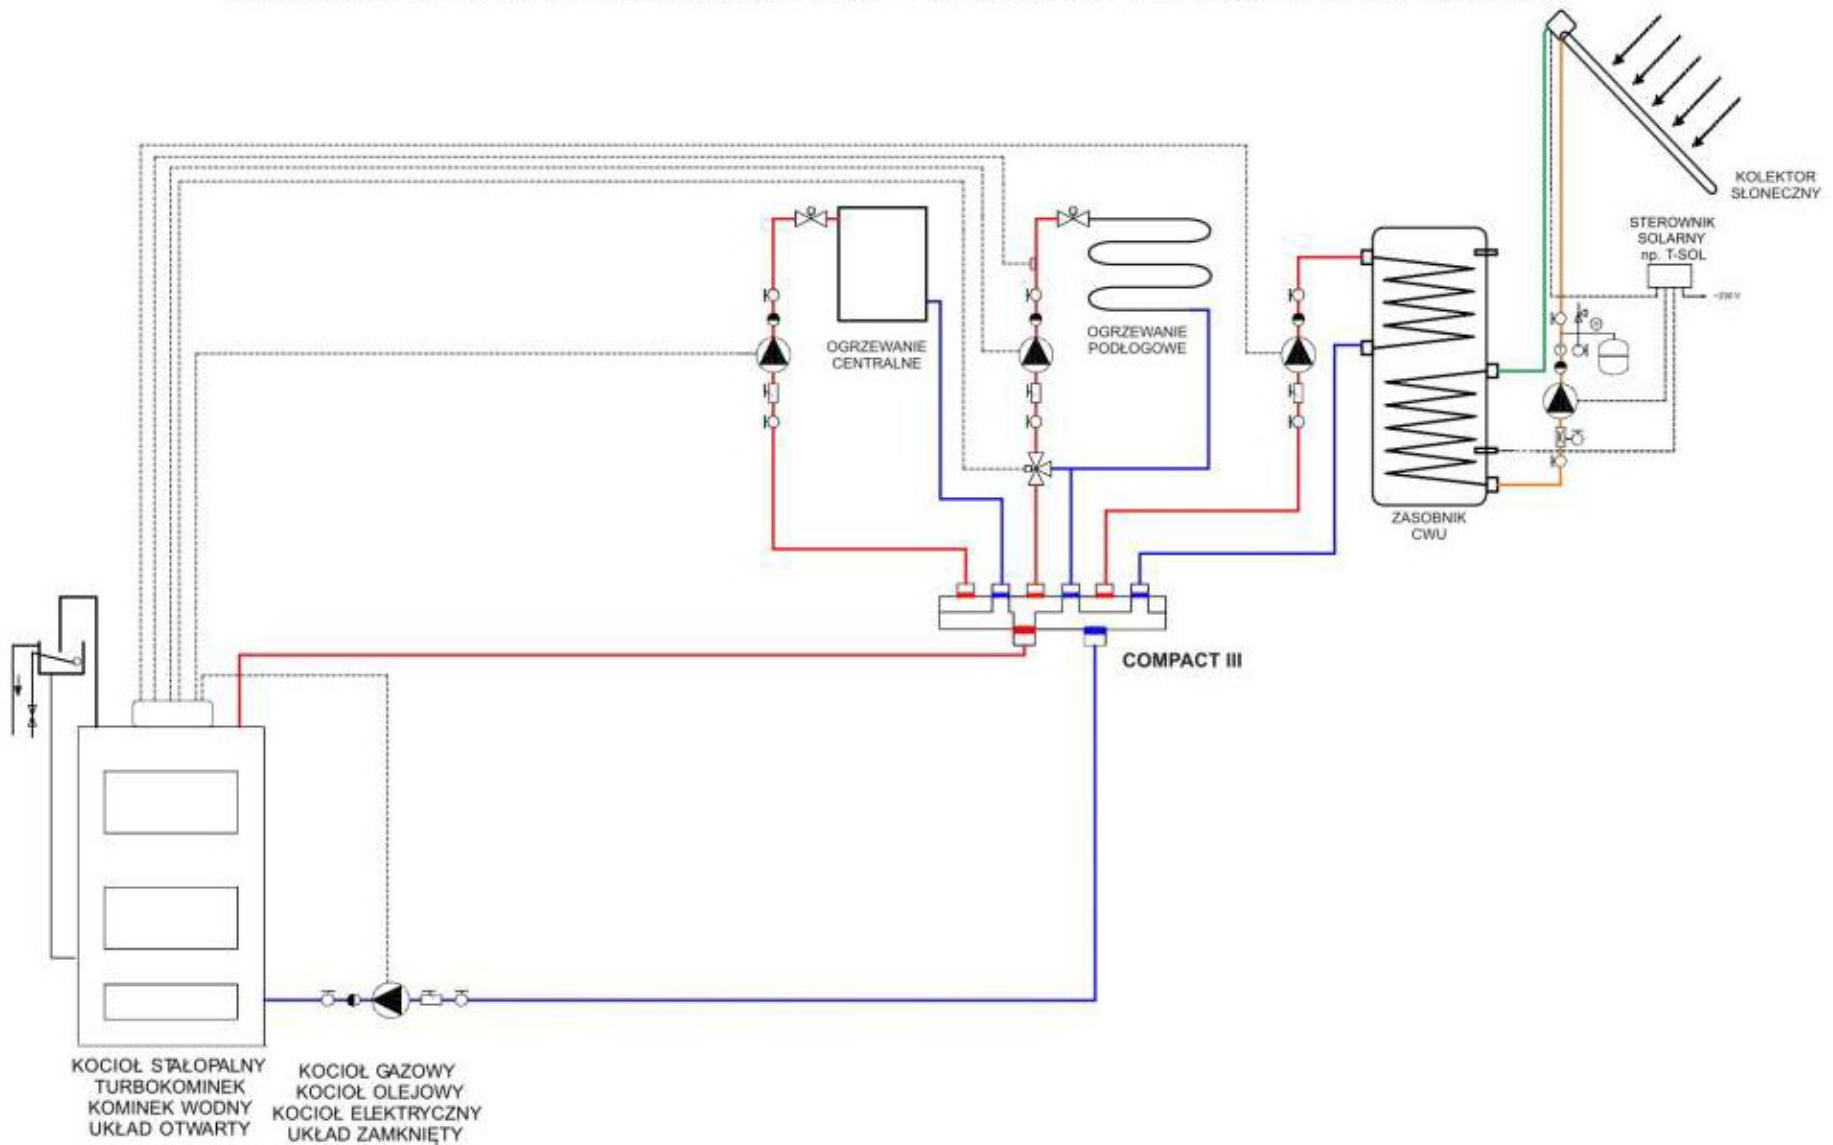 KOLEKTOR
SŁONECZNY
STEROWNIK
SOLARNY
np. T-SOL
~230V
OGRZEWANIE
CENTRALNE
OGRZEWANIE
PODŁOGOWE
ZASOBNIK
CWU
COMPACT III
KOCIOŁ STAŁOPALNY
TURBOKOMINEK
KOMINEK WODNY
UKŁAD OTWARTY
KOCIOŁ GAZOWY
KOCIOŁ OLEJOWY
KOCIOŁ ELEKTRYCZNY
UKŁAD ZAMKNIĘTY